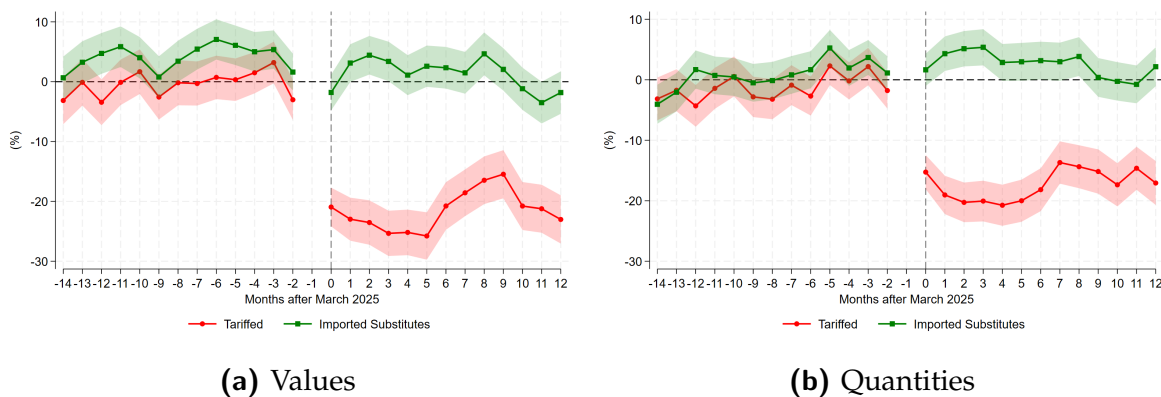 10
0
-10
-20
-30
(%)
-14 -13 -12 -11 -10 -9 -8 -7 -6 -5 -4 -3 -2 -1 0 1 2 3 4 5 6 7 8 9 10 11 12
Months after March 2025
Tariffed Imported Substitutes
(a) Values
10
0
-10
-20
-30
(%)
-14 -13 -12 -11 -10 -9 -8 -7 -6 -5 -4 -3 -2 -1 0 1 2 3 4 5 6 7 8 9 10 11 12
Months after March 2025
Tariffed Imported Substitutes
(b) Quantities